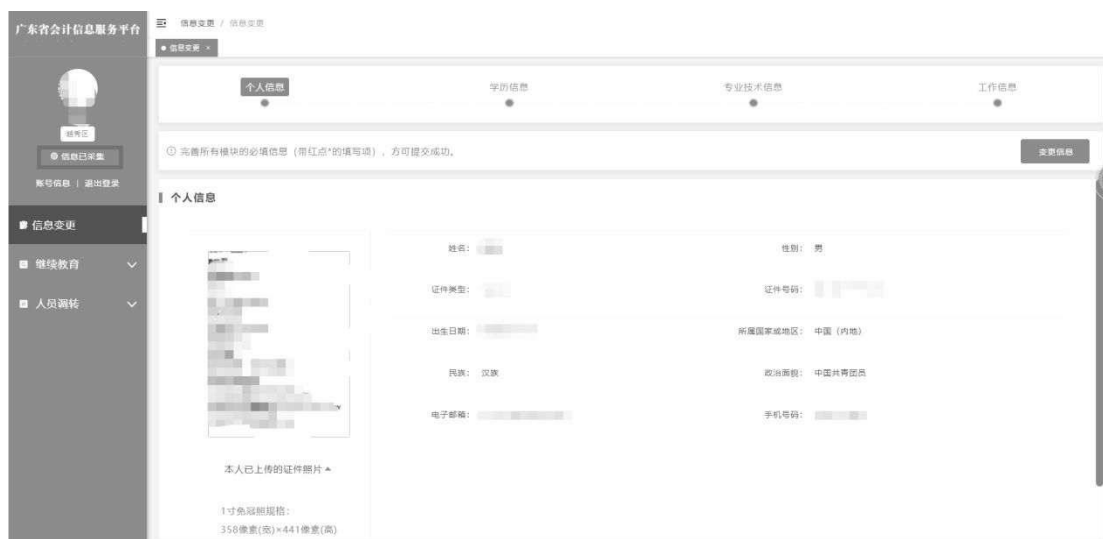 广东省会计信息服务平台
信息变更 / 信息变更
信息变更 ×
越秀区
信息已采集
账号信息 | 退出登录
信息变更
继续教育
人员调转
个人信息
学历信息
专业技术信息
工作信息
完善所有模块的必填信息(带红点*的填写项),方可提交成功。
变更信息
个人信息
姓名:
性别: 男
证件类型:
证件号码:
出生日期:
所属国家或地区: 中国(内地)
民族: 汉族
政治面貌: 中国共青团员
电子邮箱:
手机号码:
本人已上传的证件照片
1寸免冠照规格:
358像素(宽)×441像素(高)